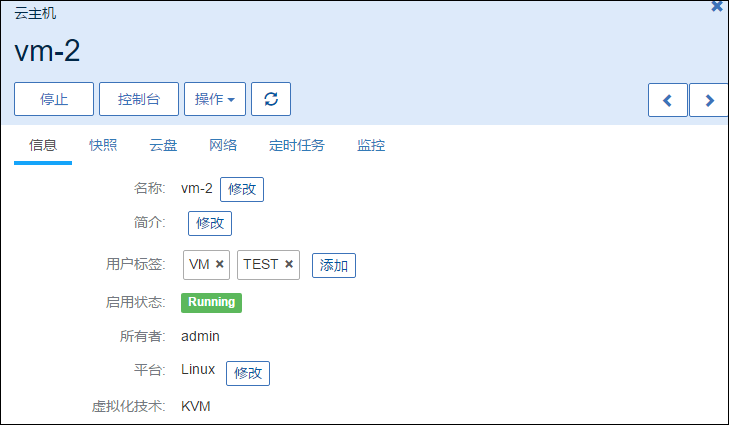 云主机
vm-2
停止 控制台 操作
信息 快照 云盘 网络 定时任务 监控
名称: vm-2 修改
简介: 修改
用户标签: VM × TEST × 添加
启用状态: Running
所有者: admin
平台: Linux 修改
虚拟化技术: KVM